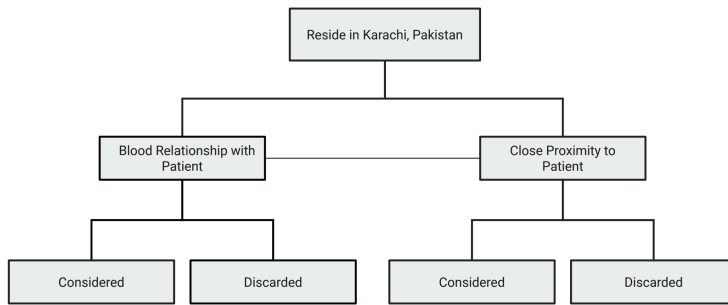 Reside in Karachi, Pakistan
Blood Relationship with
Patient
Close Proximity to
Patient
Considered
Discarded
Considered
Discarded